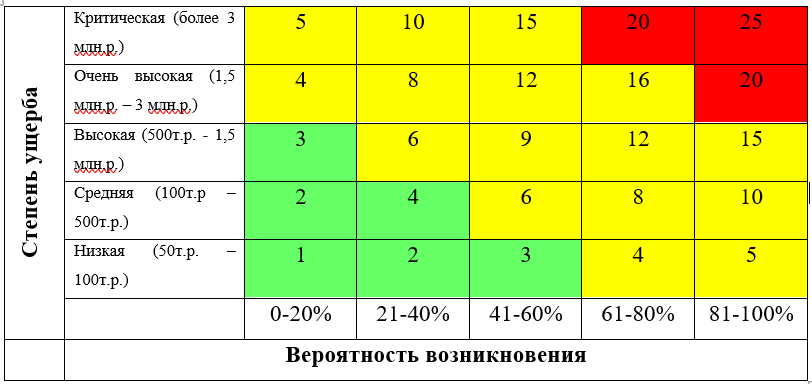 Степень ущерба
Критическая (более 3
млн.р.)
5 10 15 20 25
Очень высокая (1,5
млн.р. – 3 млн.р.)
4 8 12 16 20
Высокая (500т.р. - 1,5
млн.р.)
3 6 9 12 15
Средняя (100т.р –
500т.р.)
2 4 6 8 10
Низкая (50т.р. –
100т.р.)
1 2 3 4 5
0-20% 21-40% 41-60% 61-80% 81-100%
Вероятность возникновения